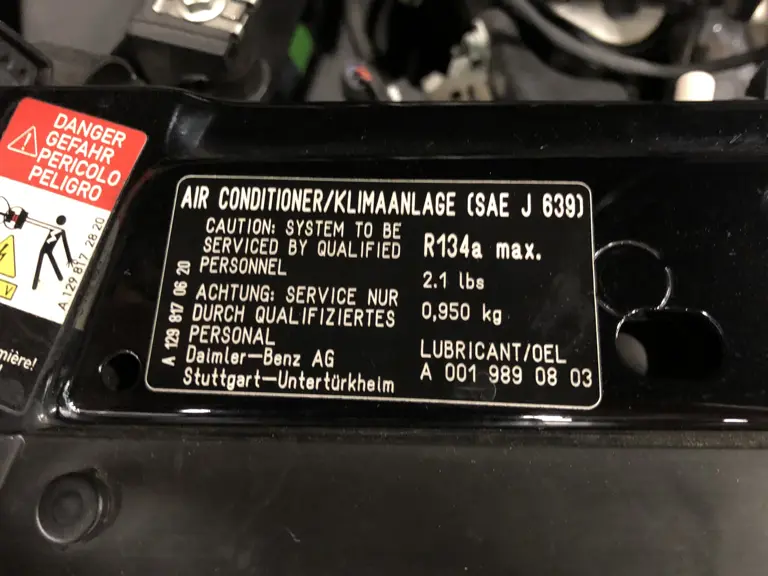 DANGER
GEFAHR
PERICOLO
PELIGRO
V
A 129 817 28 20
mière!
AIR CONDITIONER/KLIMAANLAGE (SAE J 639)
CAUTION: SYSTEM TO BE
SERVICED BY QUALIFIED
PERSONNEL
ACHTUNG: SERVICE NUR
DURCH QUALIFIZIERTES
PERSONAL
Daimler-Benz AG
Stuttgart-Untertürkheim
R134a max.
2.1 lbs
0,950 kg
LUBRICANT/OEL
A 001 989 08 03
A 129 817 06 20